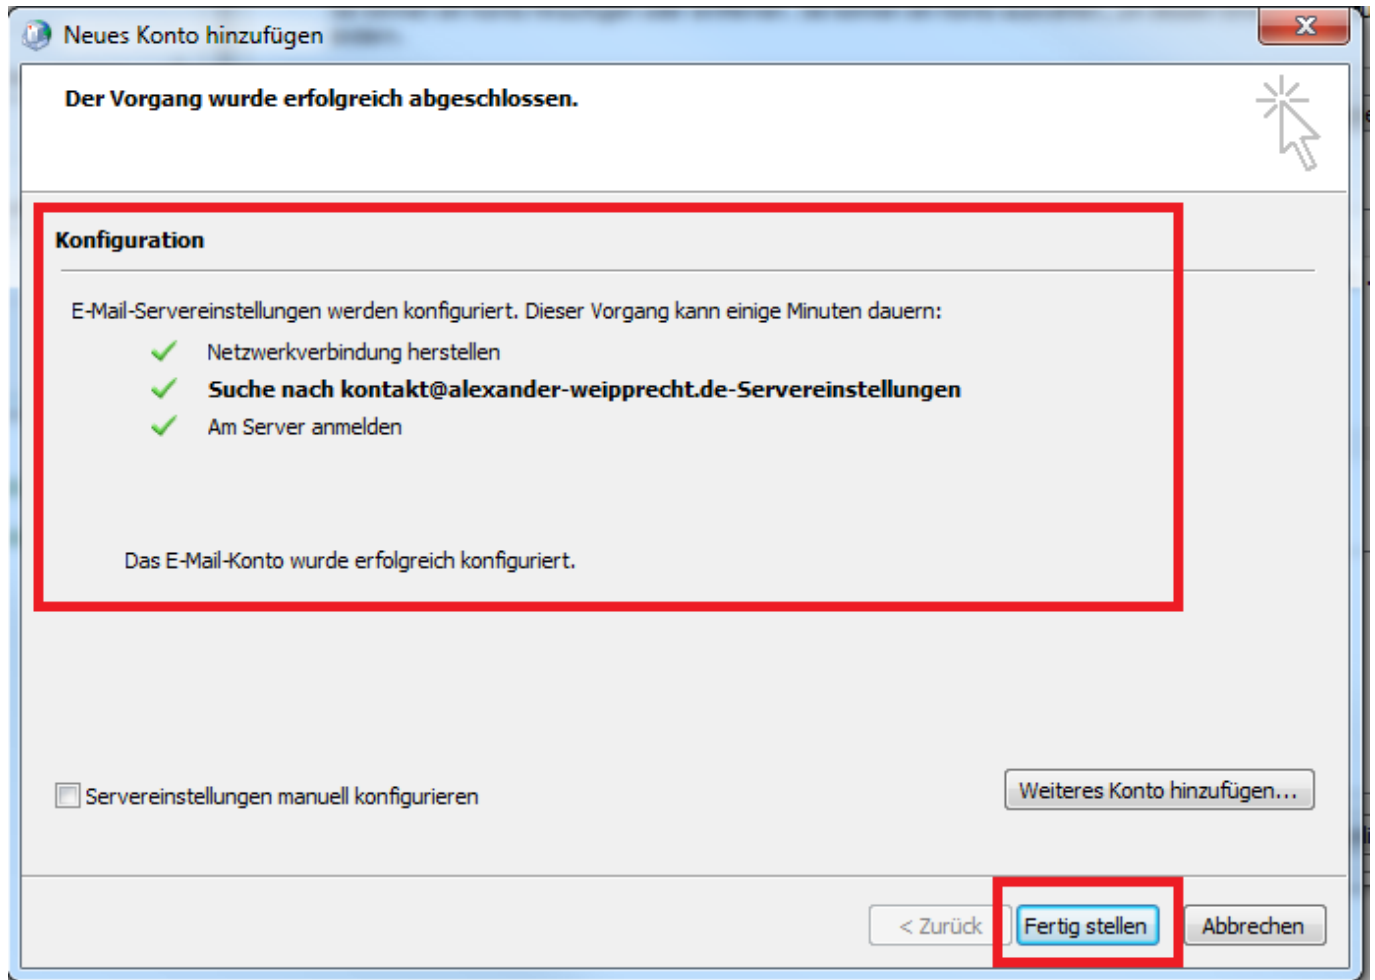 Neues Konto hinzufügen
Der Vorgang wurde erfolgreich abgeschlossen.
Konfiguration
E-Mail-Servereinstellungen werden konfiguriert. Dieser Vorgang kann einige Minuten dauern:
Netzwerkverbindung herstellen
Suche nach kontakt@alexander-weipprecht.de-Servereinstellungen
Am Server anmelden
Das E-Mail-Konto wurde erfolgreich konfiguriert.
Servereinstellungen manuell konfigurieren
Weiteres Konto hinzufügen...
< Zurück
Fertig stellen
Abbrechen